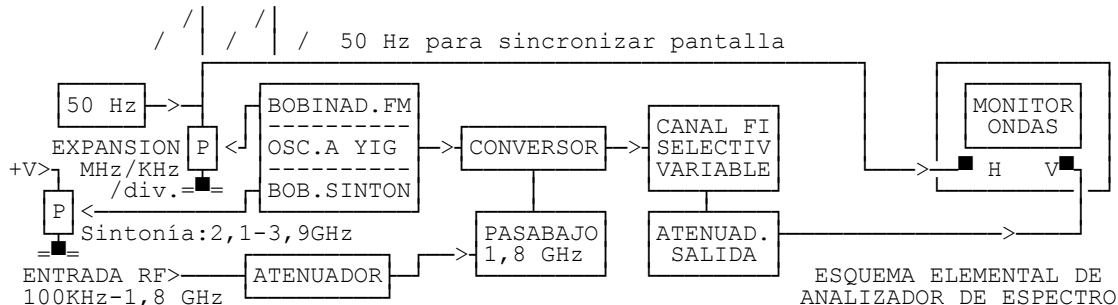 50 Hz para sincronizar pantalla
50 Hz
BOBINAD.FM
OSC.A YIG
BOB.SINTON
CONVERSOR
CANAL FI
SELECTIV
VARIABLE
MONITOR
ONDAS
H V
EXPANSION P
MHz/KHz
/div.
+V>
P
Sintonía:2,1-3,9GHz
PASABAJO
1,8 GHz
ATENUAD.
SALIDA
ENTRADA RF>
100KHz-1,8 GHz
ATENUADOR
ESQUEMA ELEMENTAL DE
ANALIZADOR DE ESPECTRO